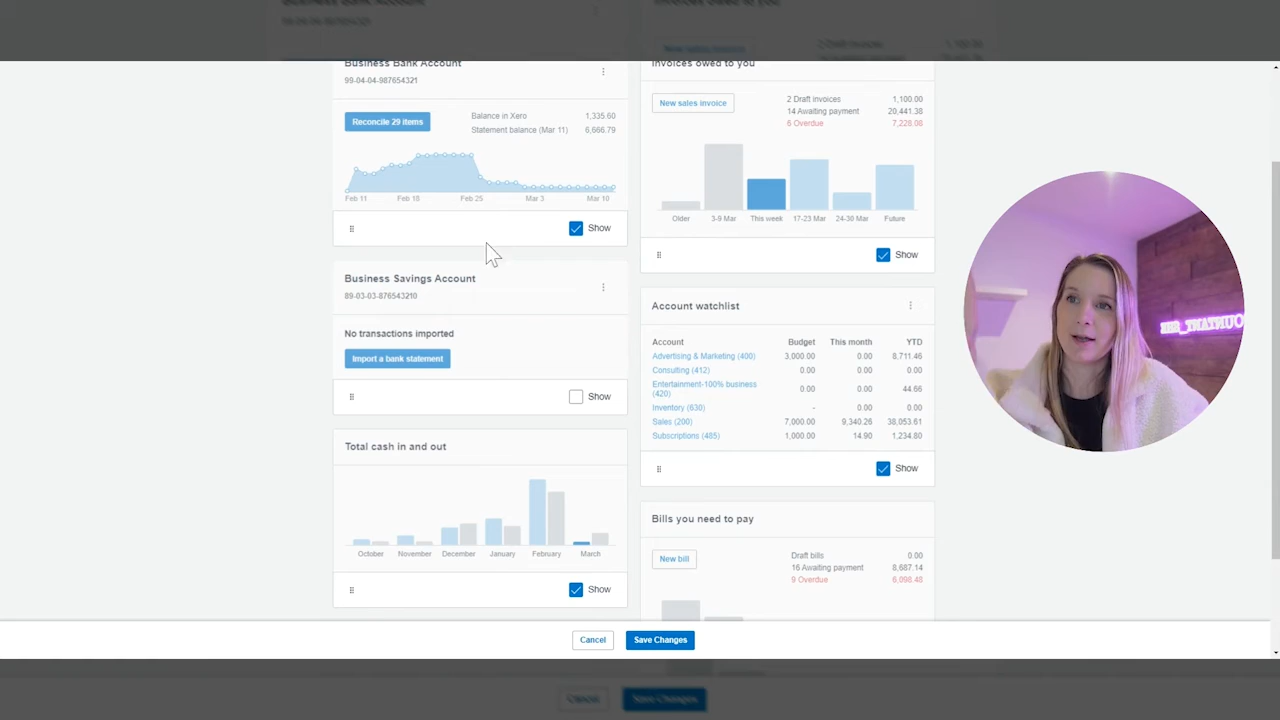 Business Bank Account
99-04-04-987654321
Reconcile 29 items
Balance in Xero 1,335.60
Statement balance (Mar 11) 6,666.79
Feb 11 Feb 18 Feb 25 Mar 3 Mar 10
Show
Business Savings Account
89-03-03-876543210
No transactions imported
Import a bank statement
Show
Total cash in and out
October November December January February March
Show
Invoices owed to you
New sales invoice
2 Draft invoices 1,100.00
14 Awaiting payment 20,441.38
6 Overdue 7,228.08
Older 3-9 Mar This week 17-23 Mar 24-30 Mar Future
Show
Account watchlist
Account Budget This month YTD
Advertising & Marketing (400) 3,000.00 0.00 8,711.46
Consulting (412) 0.00 0.00 0.00
Entertainment-100% business
(420) 0.00 0.00 44.66
Inventory (630) - 0.00 0.00
Sales (200) 7,000.00 9,340.26 38,053.61
Subscriptions (485) 1,000.00 14.90 1,234.80
Show
Bills you need to pay
New bill
Draft bills 0.00
16 Awaiting payment 8,687.14
9 Overdue 6,098.48
Cancel Save Changes
Cancel Save Changes